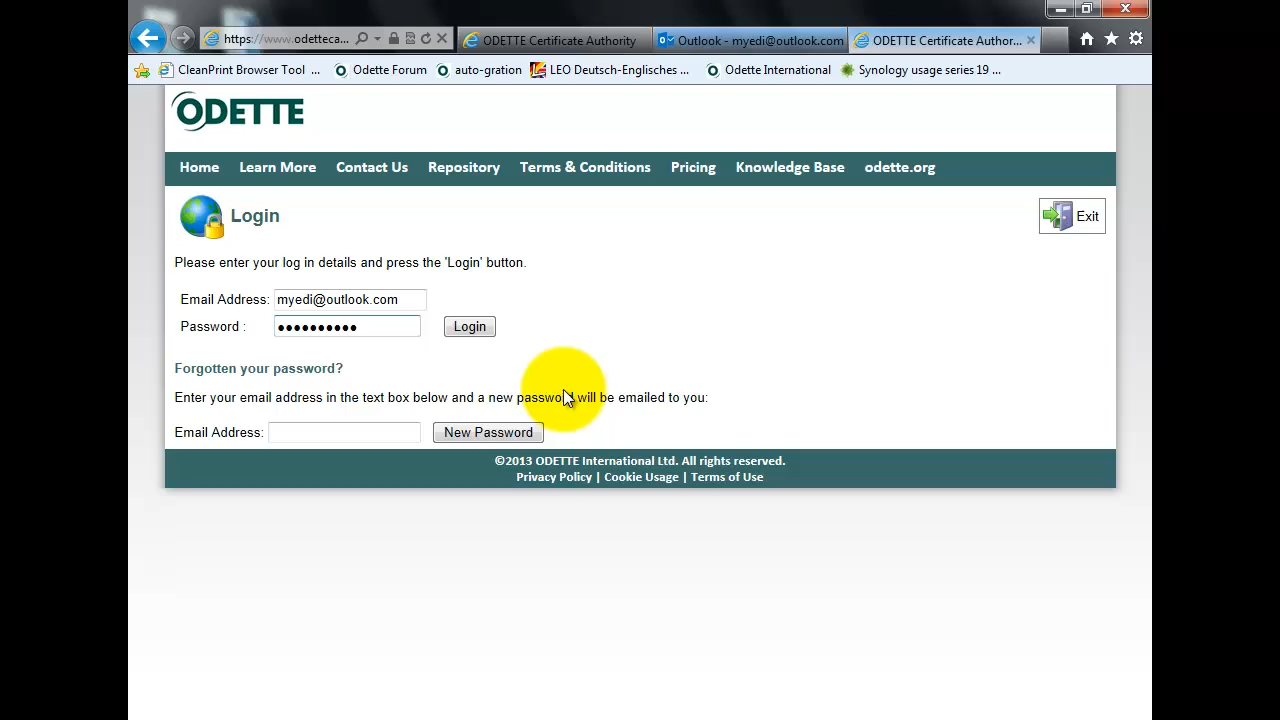 https://www.odetteca...
ODETTE Certificate Authority
Outlook - myedi@outlook.com
ODETTE Certificate Author...
CleanPrint Browser Tool ...
Odette Forum
auto-gration
LEO Deutsch-Englisches ...
Odette International
Synology usage series 19 ...
ODETTE
Home
Learn More
Contact Us
Repository
Terms & Conditions
Pricing
Knowledge Base
odette.org
Login
Exit
Please enter your log in details and press the 'Login' button.
Email Address: myedi@outlook.com
Password : ●●●●●●●●●●
Login
Forgotten your password?
Enter your email address in the text box below and a new password will be emailed to you:
Email Address:
New Password
©2013 ODETTE International Ltd. All rights reserved.
Privacy Policy | Cookie Usage | Terms of Use